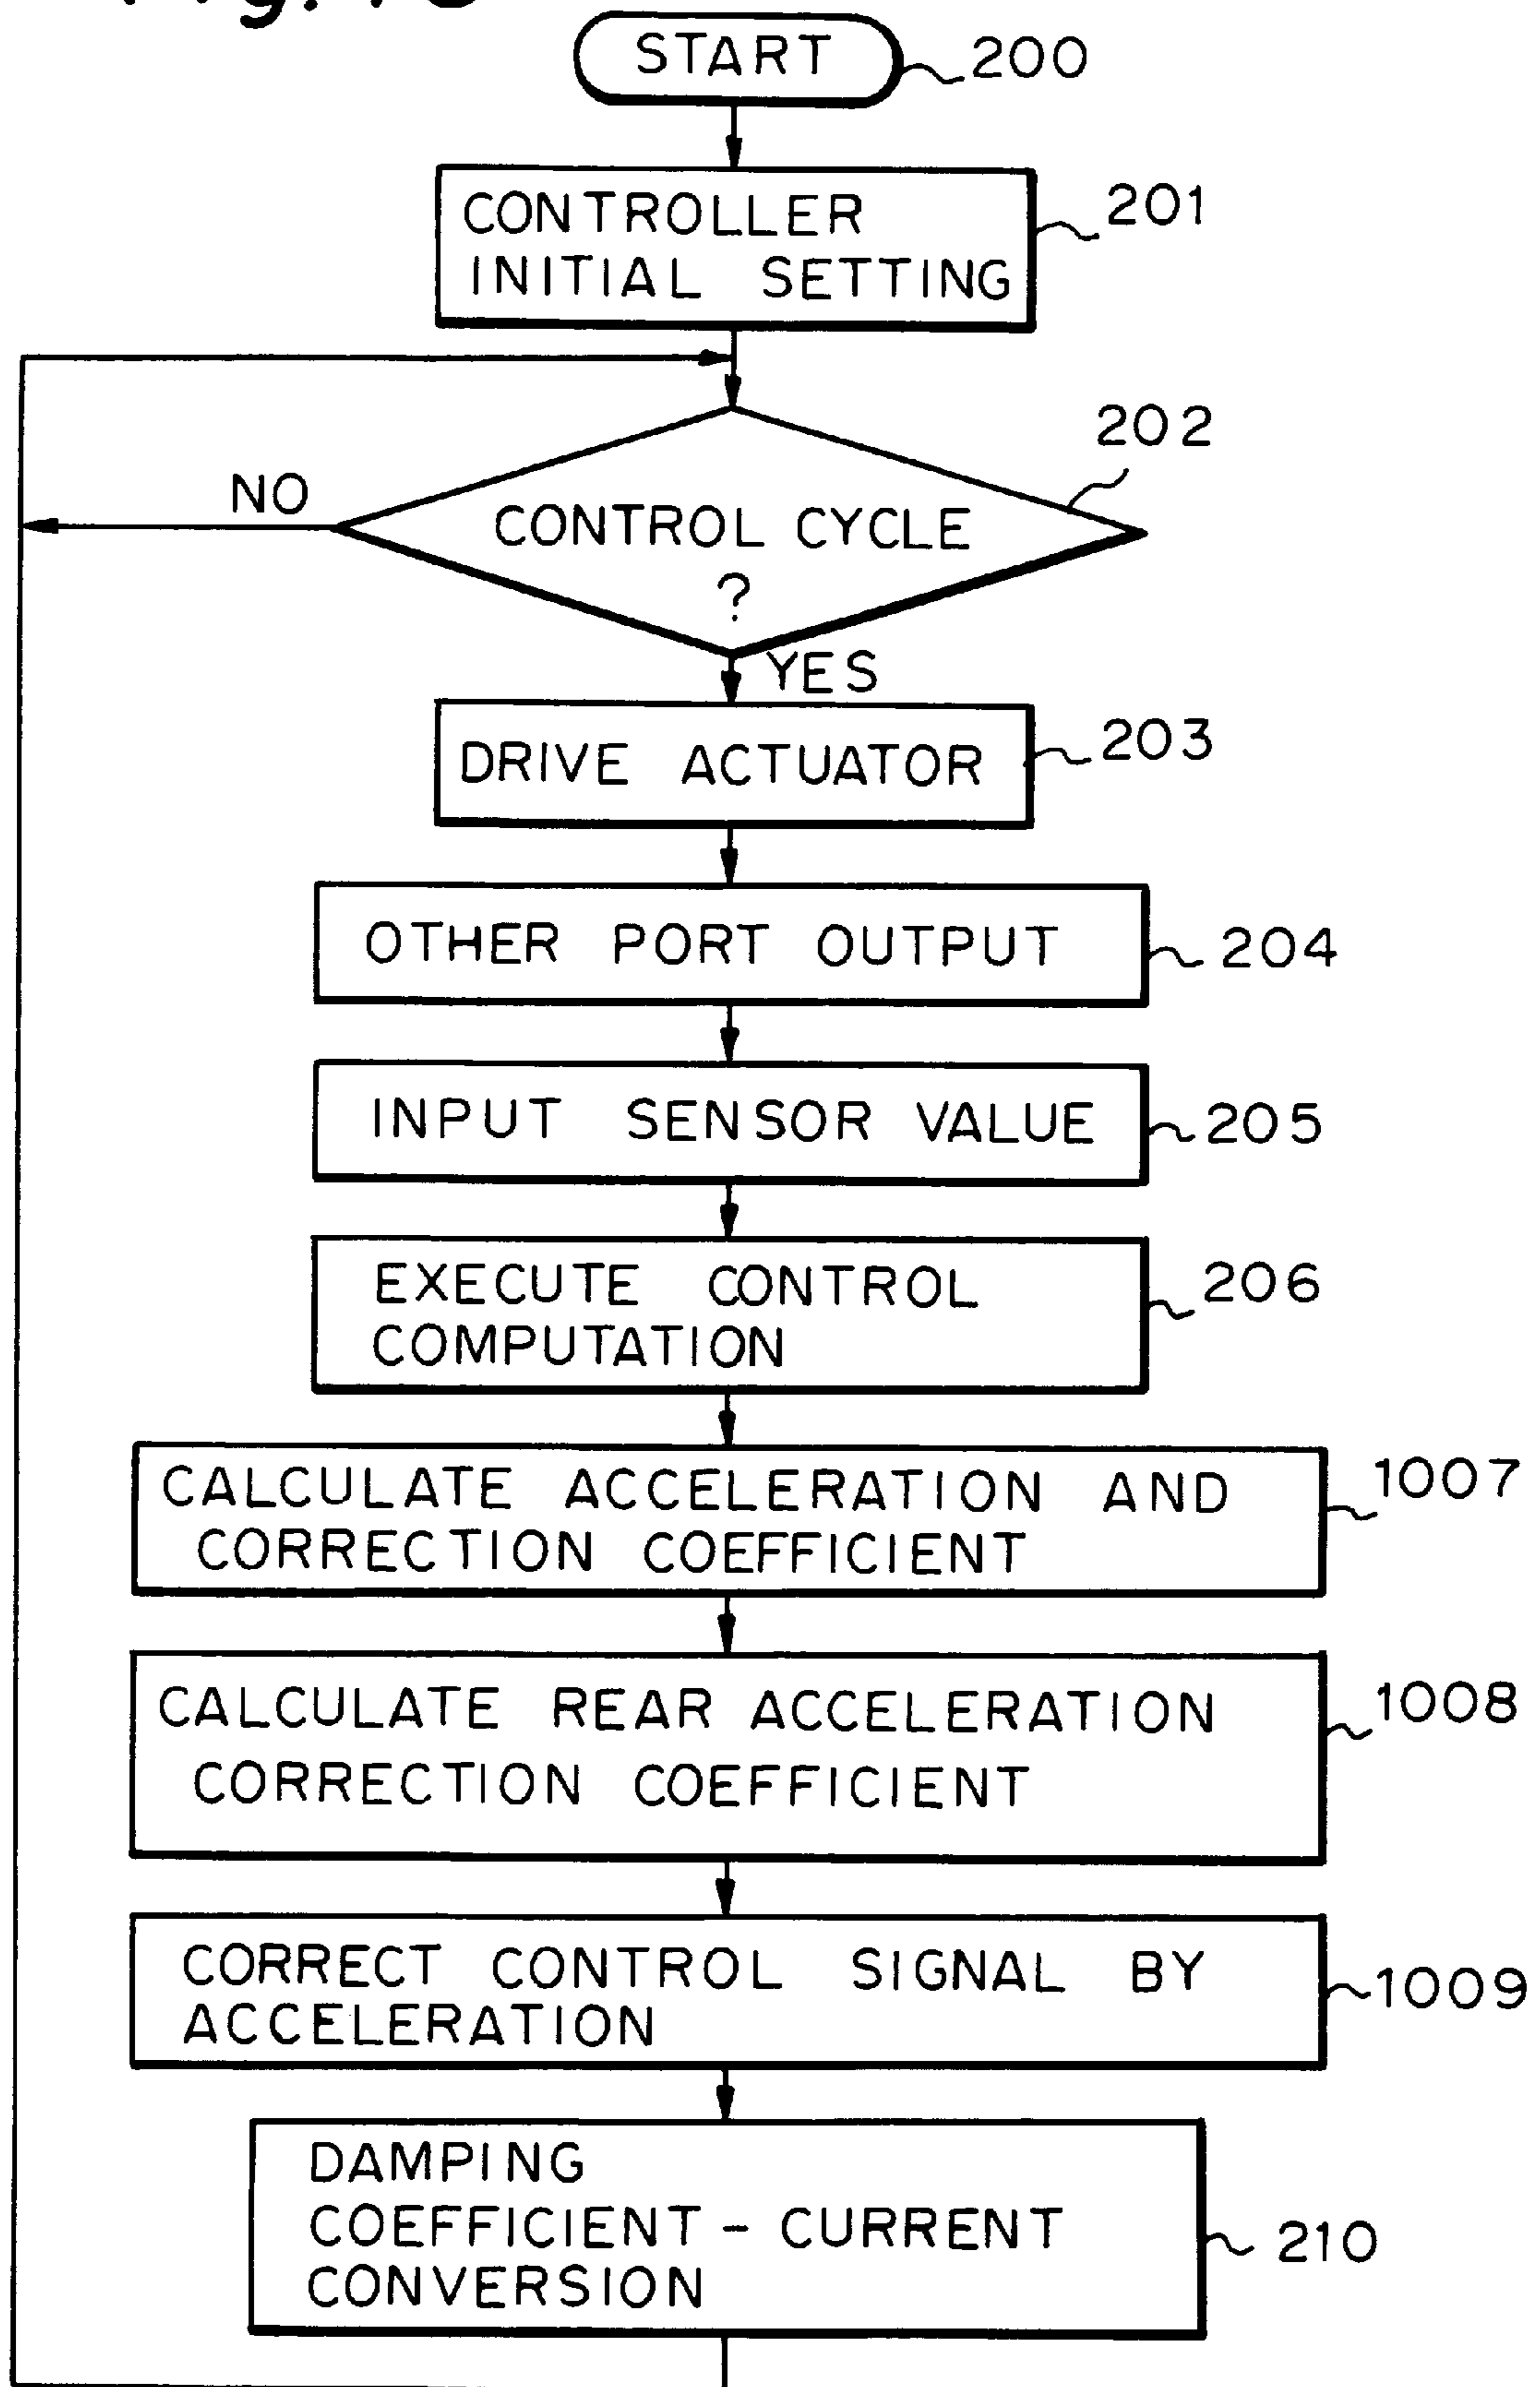 START 200
CONTROLLER
INITIAL SETTING
201
202
NO
CONTROL CYCLE
?
YES
DRIVE ACTUATOR
203
OTHER PORT OUTPUT
204
INPUT SENSOR VALUE
205
EXECUTE CONTROL
COMPUTATION
206
CALCULATE ACCELERATION AND
CORRECTION COEFFICIENT
1007
CALCULATE REAR ACCELERATION
CORRECTION COEFFICIENT
1008
CORRECT CONTROL SIGNAL BY
ACCELERATION
1009
DAMPING
COEFFICIENT - CURRENT
CONVERSION
210